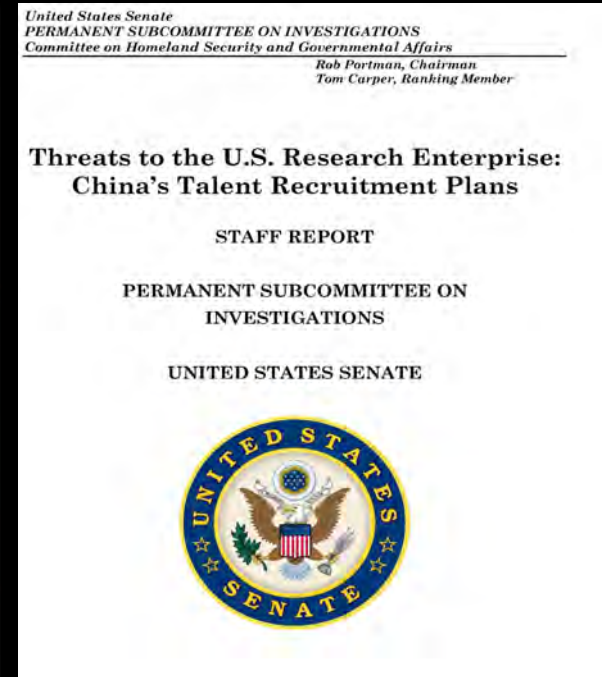 United States Senate
PERMANENT SUBCOMMITTEE ON INVESTIGATIONS
Committee on Homeland Security and Governmental Affairs
Rob Portman, Chairman
Tom Carper, Ranking Member
Threats to the U.S. Research Enterprise:
China's Talent Recruitment Plans
STAFF REPORT
PERMANENT SUBCOMMITTEE ON
INVESTIGATIONS
UNITED STATES SENATE
UNITED STATES
SENATE